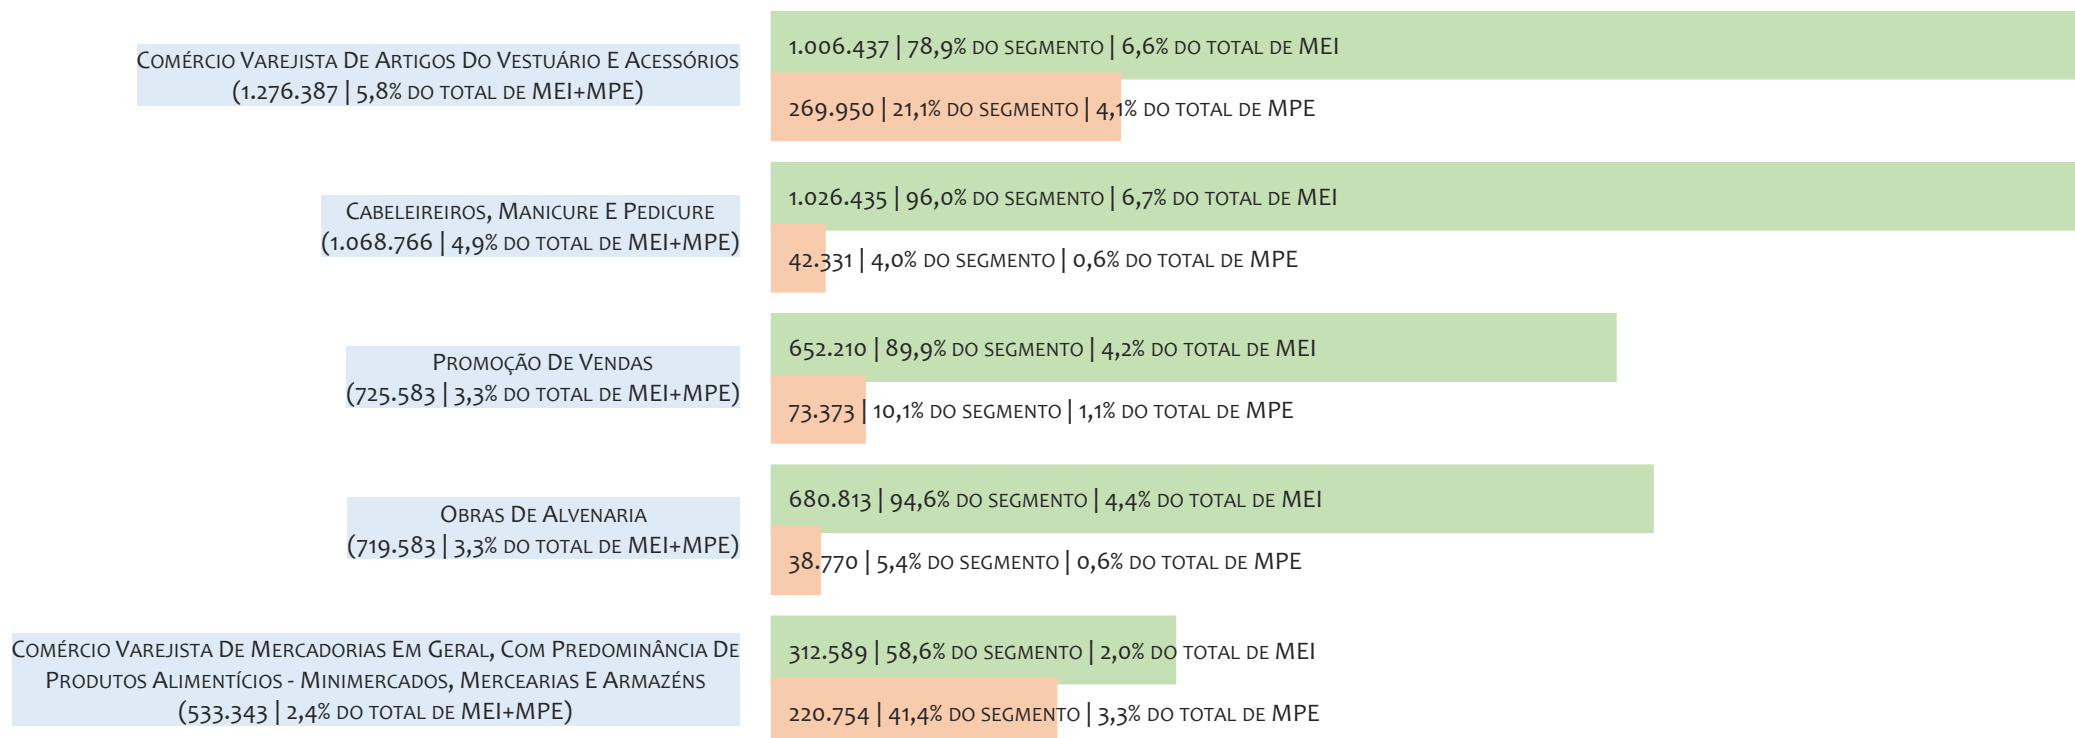 Comércio Varejista De Artigos Do Vestuário E Acessórios
(1.276.387 | 5,8% do total de MEI+MPE)
1.006.437 | 78,9% do segmento | 6,6% do total de MEI
269.950 | 21,1% do segmento | 4,1% do total de MPE
Cabeleireiros, Manicure E Pedicure
(1.068.766 | 4,9% do total de MEI+MPE)
1.026.435 | 96,0% do segmento | 6,7% do total de MEI
42.331 | 4,0% do segmento | 0,6% do total de MPE
Promoção De Vendas
(725.583 | 3,3% do total de MEI+MPE)
652.210 | 89,9% do segmento | 4,2% do total de MEI
73.373 | 10,1% do segmento | 1,1% do total de MPE
Obras De Alvenaria
(719.583 | 3,3% do total de MEI+MPE)
680.813 | 94,6% do segmento | 4,4% do total de MEI
38.770 | 5,4% do segmento | 0,6% do total de MPE
Comércio Varejista De Mercadorias Em Geral, Com Predominância De
Produtos Alimentícios - Minimercados, Mercearias E Armazéns
(533.343 | 2,4% do total de MEI+MPE)
312.589 | 58,6% do segmento | 2,0% do total de MEI
220.754 | 41,4% do segmento | 3,3% do total de MPE